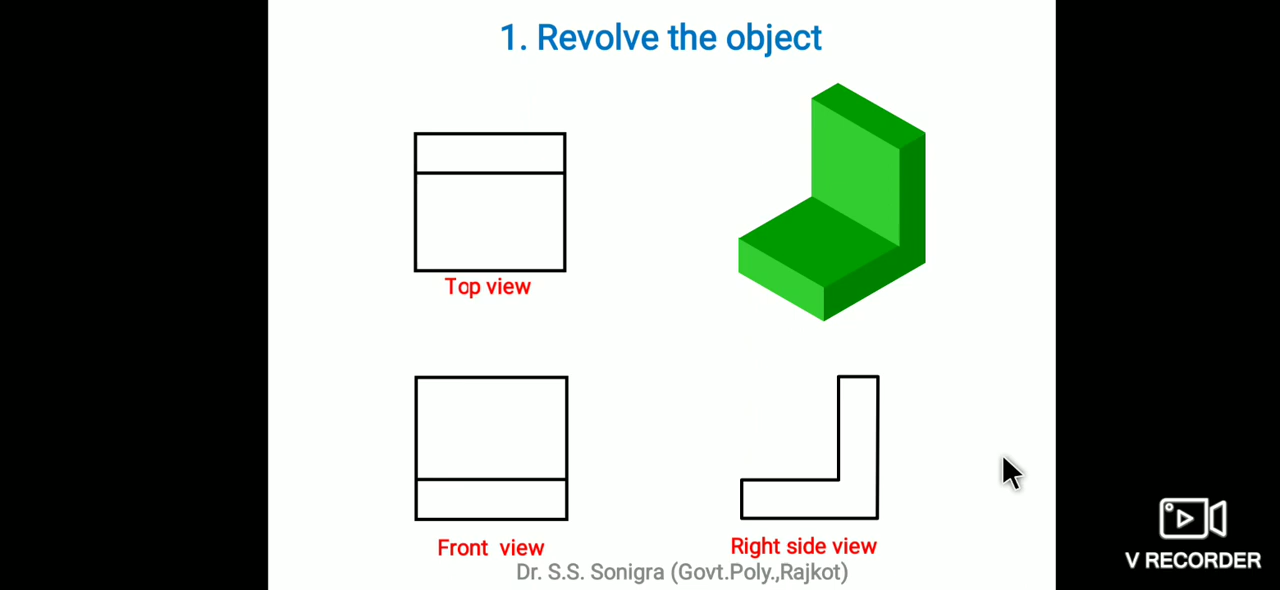 1. Revolve the object
Top view
Front view
Right side view
Dr. S.S. Sonigra (Govt.Poly.,Rajkot)
V RECORDER